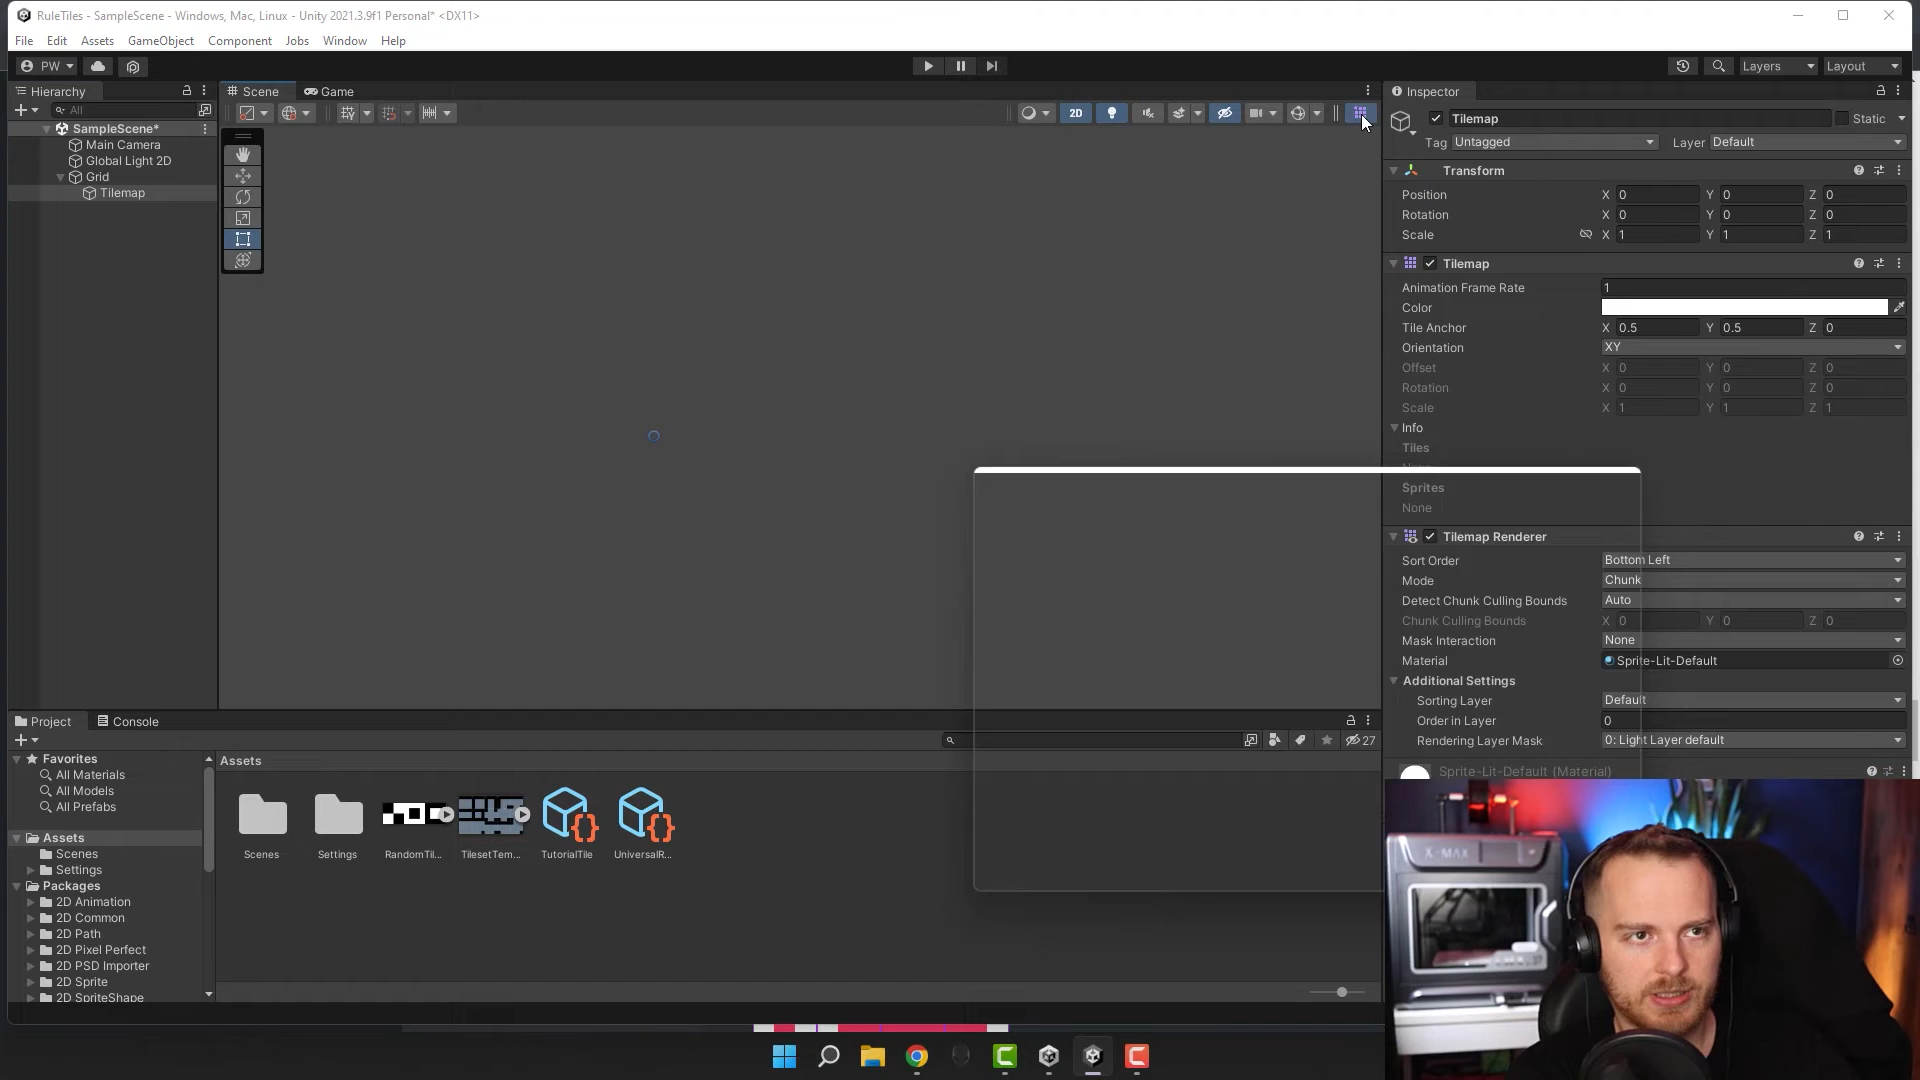 RuleTiles - SampleScene - Windows, Mac, Linux - Unity 2021.3.9f1 Personal* <DX11>
File Edit Assets GameObject Component Jobs Window Help
PW Layers Layout
Hierarchy
All
SampleScene*
Main Camera
Global Light 2D
Grid
Tilemap
Scene Game
2D
Inspector
Tilemap Static
Tag Untagged Layer Default
Transform
Position X 0 Y 0 Z 0
Rotation X 0 Y 0 Z 0
Scale X 1 Y 1 Z 1
Tilemap
Animation Frame Rate 1
Color
Tile Anchor X 0.5 Y 0.5 Z 0
Orientation XY
Offset X 0 Y 0 Z 0
Rotation X 0 Y 0 Z 0
Scale X 1 Y 1 Z 1
Info
Tiles
Sprites
None
Tilemap Renderer
Sort Order Bottom Left
Mode Chunk
Detect Chunk Culling Bounds Auto
Chunk Culling Bounds X 0 Y 0 Z 0
Mask Interaction None
Material Sprite-Lit-Default
Additional Settings
Sorting Layer Default
Order in Layer 0
Rendering Layer Mask 0: Light Layer default
Sprite-Lit-Default (Material)
Project Console
27
Favorites
All Materials
All Models
All Prefabs
Assets
Scenes
Settings
Packages
2D Animation
2D Common
2D Path
2D Pixel Perfect
2D PSD Importer
2D Sprite
2D SpriteShape
Assets
Scenes Settings RandomTil... TilesetTem... TutorialTile UniversalR...
X-MAX